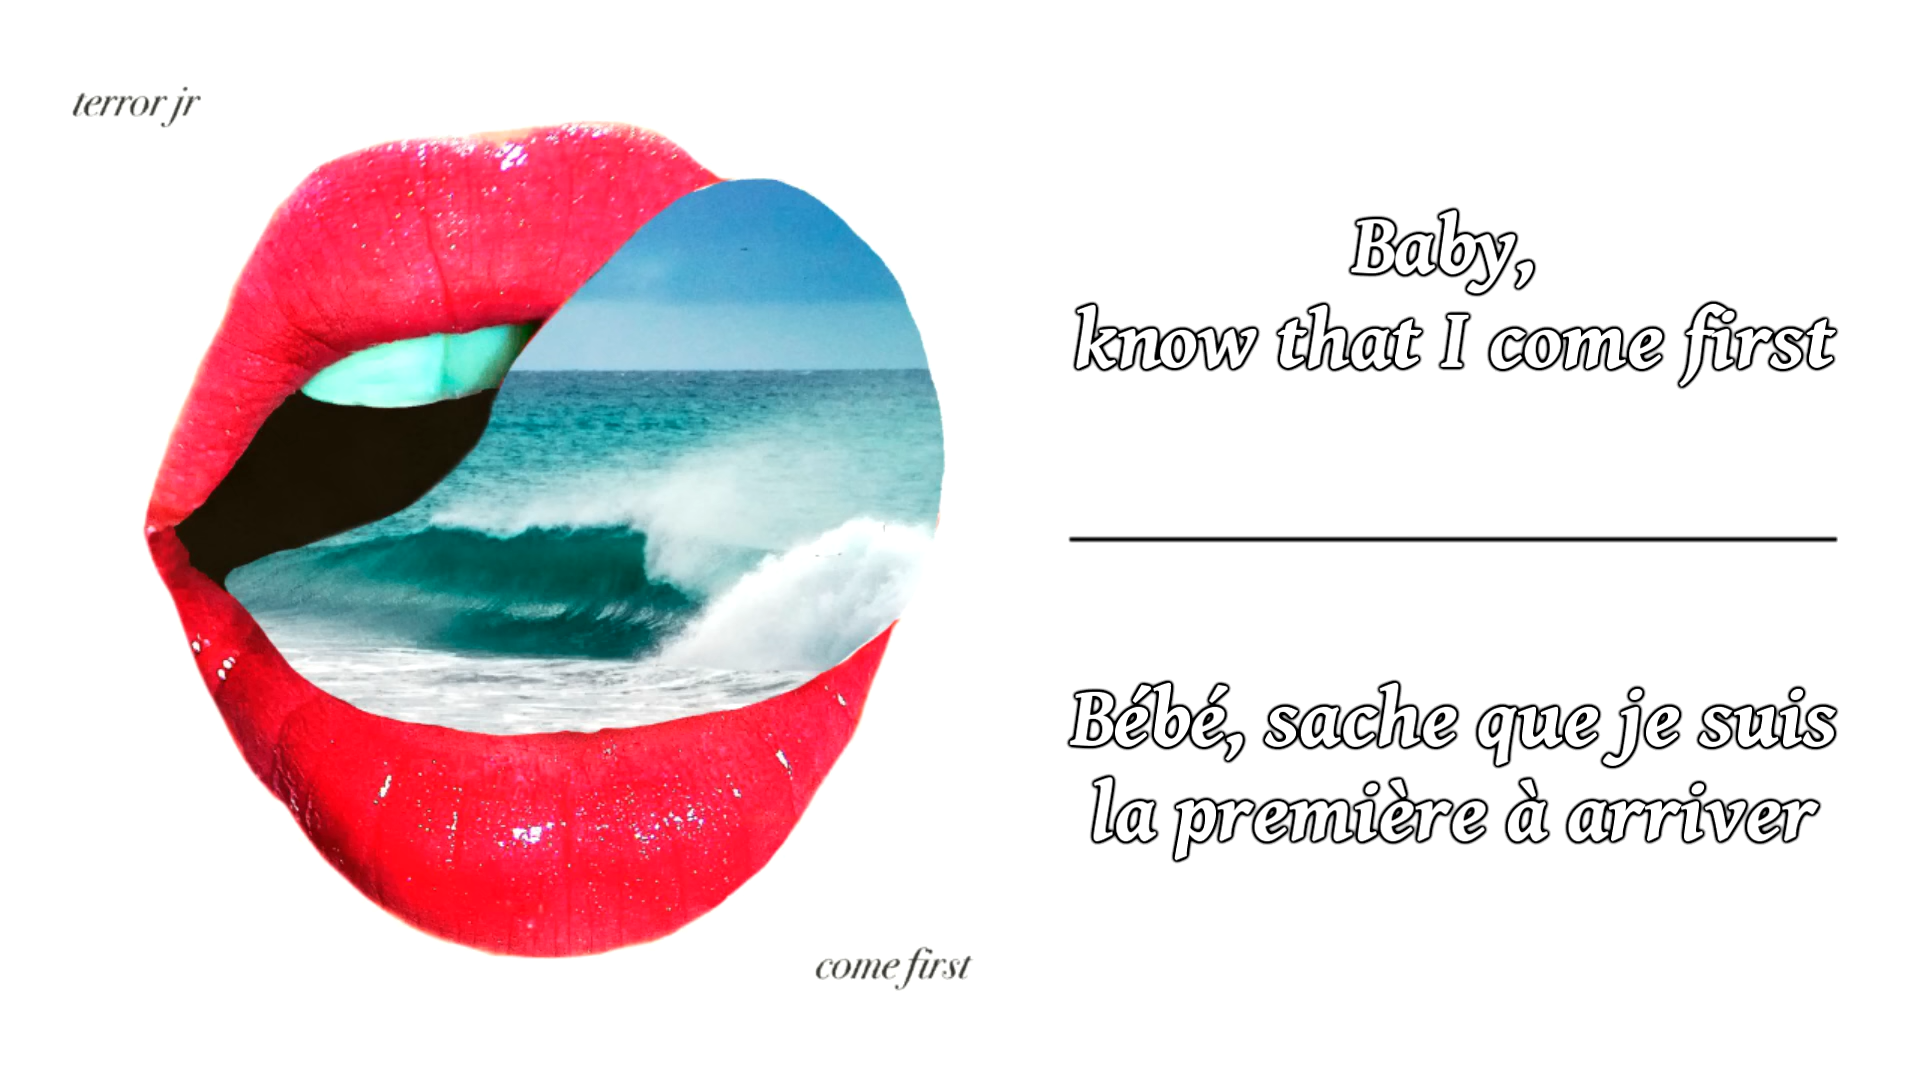 terror jr
Baby,
know that I come first
Bébé, sache que je suis
la première à arriver
come first